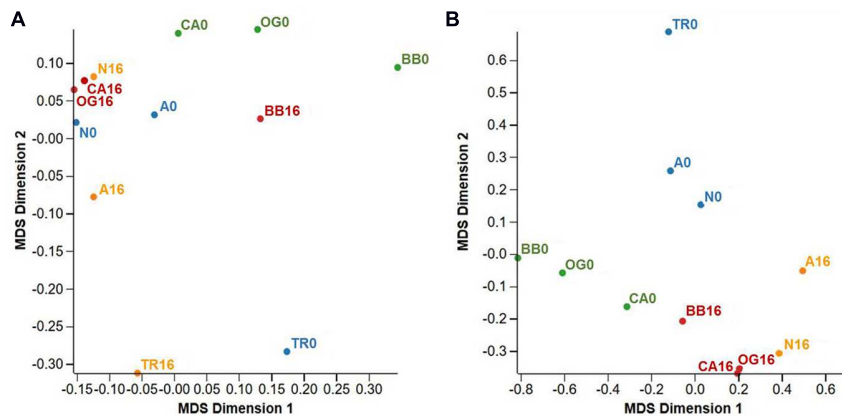 A
CA0
OG0
BB0
N16
CA16
OG16
N0
A0
BB16
A16
TR16
TR0
0.10
0.05
-0.00
-0.05
-0.10
-0.15
-0.20
-0.25
-0.30
MDS Dimension 2
-0.15 -0.10 -0.05 -0.00 0.05 0.10 0.15 0.20 0.25 0.30
MDS Dimension 1
B
TR0
A0
N0
BB0
OG0
CA0
A16
BB16
N16
CA16
OG16
0.6
0.5
0.4
0.3
0.2
0.1
-0.0
-0.1
-0.2
-0.3
MDS Dimension 2
-0.8 -0.6 -0.4 -0.2 0.0 0.2 0.4 0.6
MDS Dimension 1